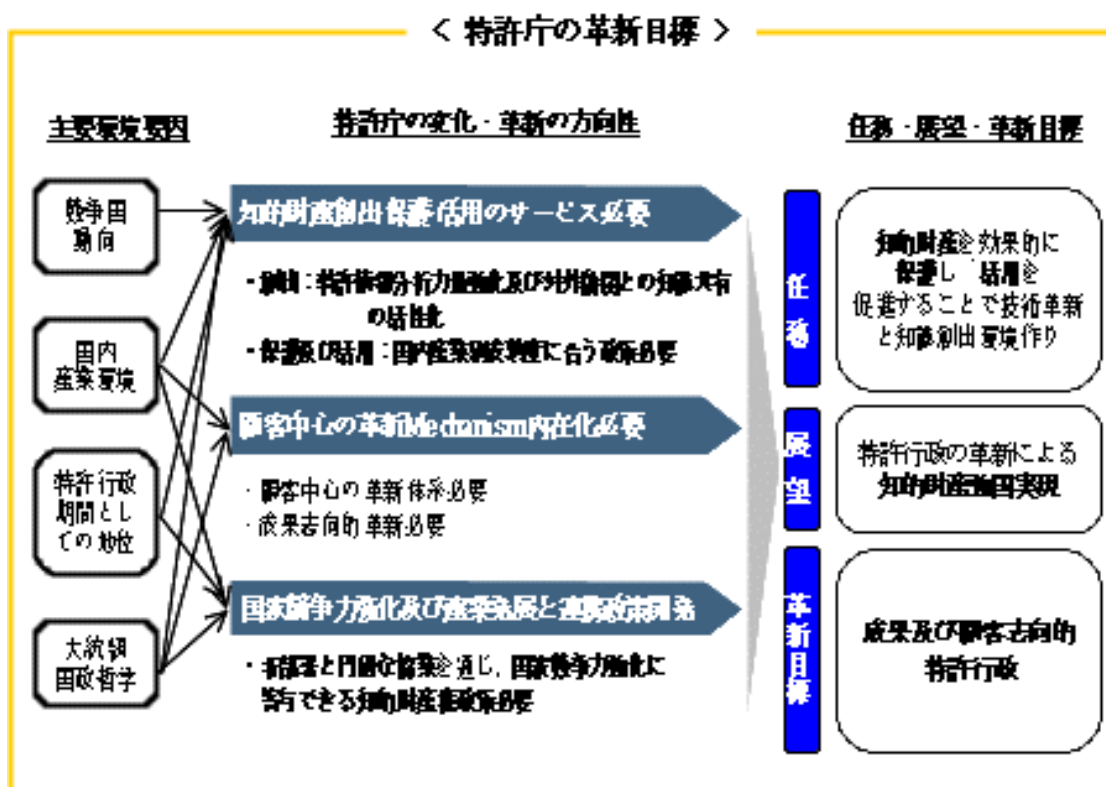 < 特許庁の革新目標 >
主要環境要因
特許庁の変化・革新の方向性
任務・展望・革新目標
競争国
動向
国内
産業環境
特許行政
期間とし
ての地位
大統領
国政哲学
知的財産創出保護・活用のサービス必要
・創出：特許情報分析力量強化及び対外機関との知識共有
の活性化
・保護及び活用：国内産業別 に合う政策必要
顧客中心の革新Mechanism内在化必要
・顧客中心の革新体系必要
・成果志向的革新必要
国家競争力強化及び産業発展と連携政策開発
・ 部署と円滑な協業を通じ、国家競争力強化に
寄与できる知的財産権政策必要
任務
展望
革新目標
知的財産を効果的に
保護し「活用を
促進することで技術革新
と知識創出環境作り
特許行政の革新による
知的財産強国実現
成果及び顧客志向的
特許行政